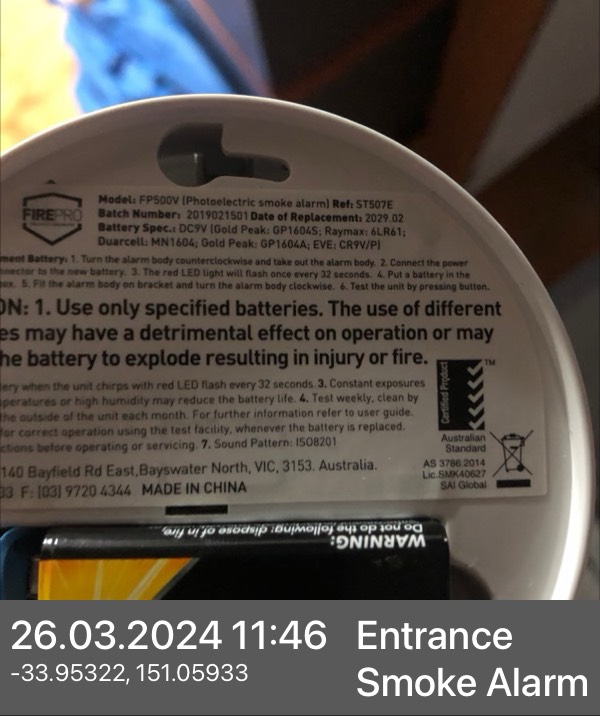 FIREPRO
Model: FP500V (Photoelectric smoke alarm) Ref: ST507E
Batch Number: 2019021501 Date of Replacement: 2029.02
Battery Spec.: DC9V (Gold Peak: GP1604S; Raymax: 6LR61;
Duarcell: MN1604; Gold Peak: GP1604A; EVE: CR9V/P)
ment Battery: 1. Turn the alarm body counterclockwise and take out the alarm body. 2. Connect the power
nnector to the new battery. 3. The red LED light will flash once every 32 seconds. 4. Put a battery in the
ox. 5. Fit the alarm body on bracket and turn the alarm body clockwise. 6. Test the unit by pressing button.
ON: 1. Use only specified batteries. The use of different
es may have a detrimental effect on operation or may
he battery to explode resulting in injury or fire.
ery when the unit chirps with red LED flash every 32 seconds. 3. Constant exposures
peratures or high humidity may reduce the battery life. 4. Test weekly, clean by
the outside of the unit each month. For further information refer to user guide.
for correct operation using the test facility, whenever the battery is replaced.
ctions before operating or servicing. 7. Sound Pattern: ISO8201
140 Bayfield Rd East, Bayswater North, VIC, 3153. Australia.
33 F: (03) 9720 4344 MADE IN CHINA
Certified Product
TM
Australian
Standard
AS 3786:2014
Lic.SMK40627
SAI Global
WARNING:
Do not do the following: dispose of, in fire,
26.03.2024 11:46
-33.95322, 151.05933
Entrance
Smoke Alarm